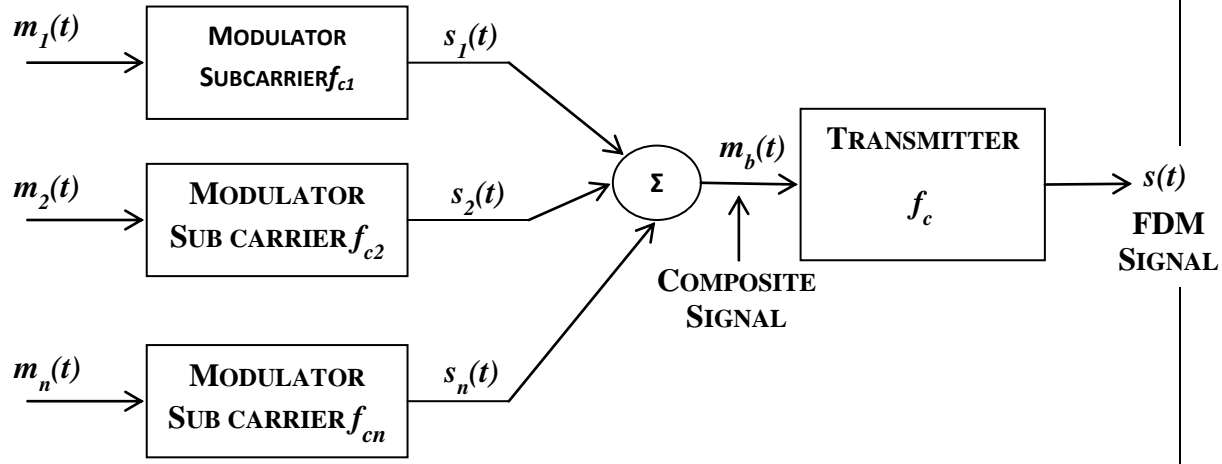 m1(t)
MODULATOR
SUBCARRIERfc1
s1(t)
m2(t)
MODULATOR
SUB CARRIER fc2
s2(t)
mn(t)
MODULATOR
SUB CARRIER fcn
sn(t)
Σ
mb(t)
COMPOSITE
SIGNAL
TRANSMITTER
fc
s(t)
FDM
SIGNAL